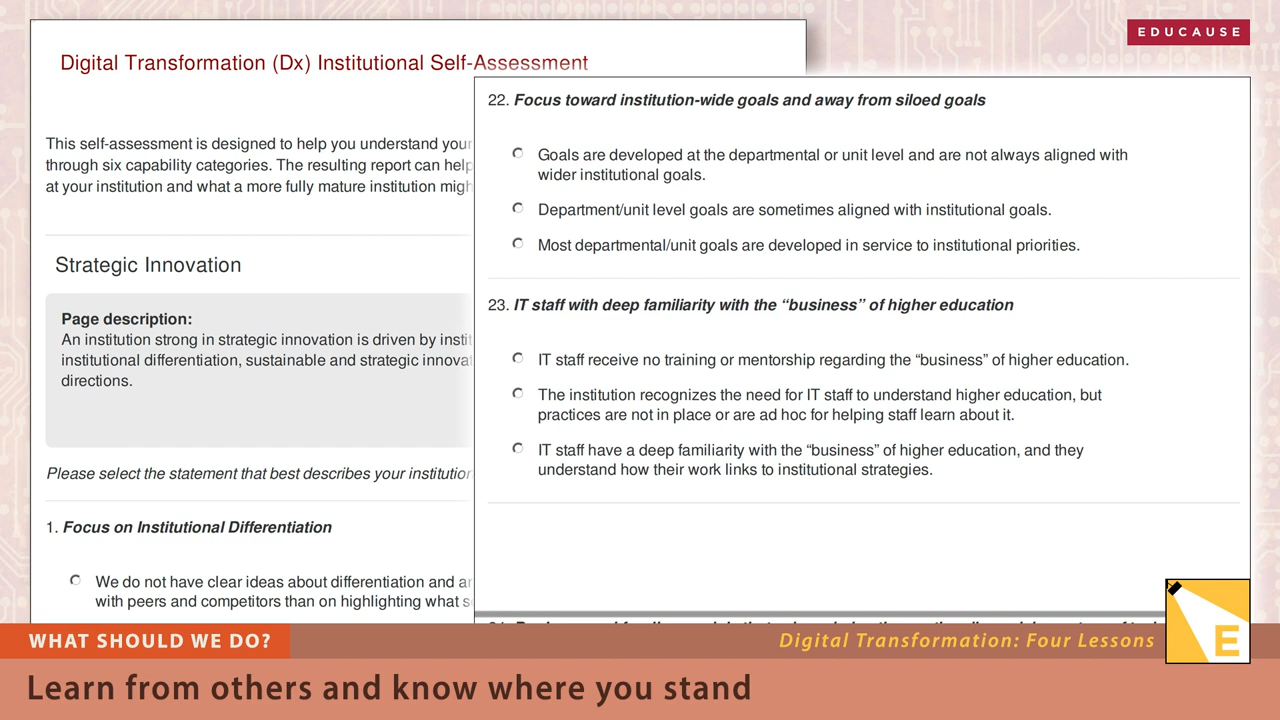 EDUCAUSE
Digital Transformation (Dx) Institutional Self-Assessment
This self-assessment is designed to help you understand your
through six capability categories. The resulting report can help
at your institution and what a more fully mature institution migh
Strategic Innovation
Page description:
An institution strong in strategic innovation is driven by instit
institutional differentiation, sustainable and strategic innovat
directions.
Please select the statement that best describes your institution
1. Focus on Institutional Differentiation
We do not have clear ideas about differentiation and ar
with peers and competitors than on highlighting what s
22. Focus toward institution-wide goals and away from siloed goals
Goals are developed at the departmental or unit level and are not always aligned with
wider institutional goals.
Department/unit level goals are sometimes aligned with institutional goals.
Most departmental/unit goals are developed in service to institutional priorities.
23. IT staff with deep familiarity with the “business” of higher education
IT staff receive no training or mentorship regarding the “business” of higher education.
The institution recognizes the need for IT staff to understand higher education, but
practices are not in place or are ad hoc for helping staff learn about it.
IT staff have a deep familiarity with the “business” of higher education, and they
understand how their work links to institutional strategies.
WHAT SHOULD WE DO?
Digital Transformation: Four Lessons
E
Learn from others and know where you stand